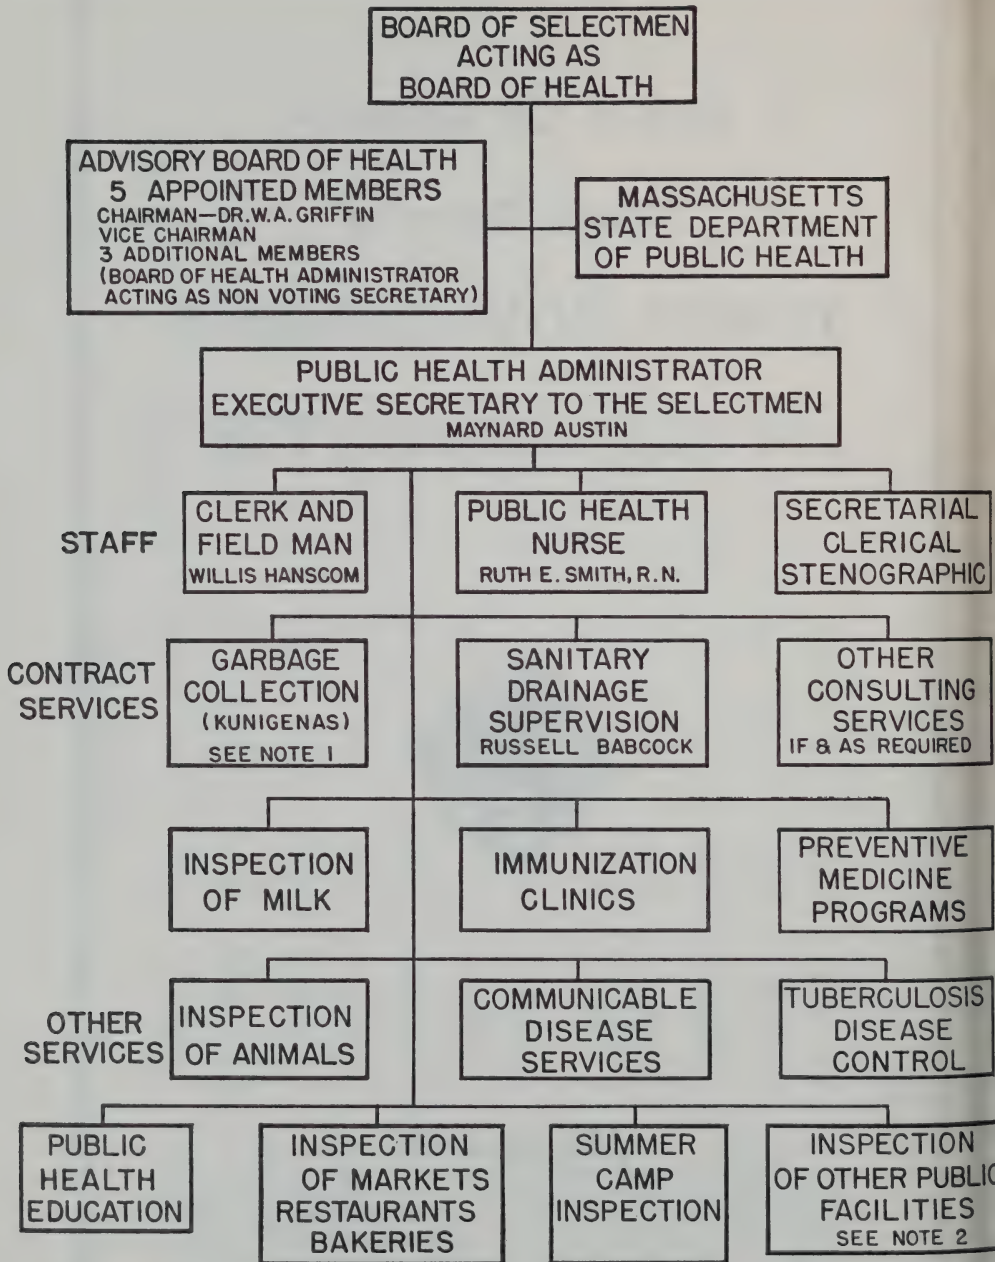 BOARD OF SELECTMEN
ACTING AS
BOARD OF HEALTH
ADVISORY BOARD OF HEALTH
5 APPOINTED MEMBERS
CHAIRMAN—DR.W.A. GRIFFIN
VICE CHAIRMAN
3 ADDITIONAL MEMBERS
(BOARD OF HEALTH ADMINISTRATOR
ACTING AS NON VOTING SECRETARY)
MASSACHUSETTS
STATE DEPARTMENT
OF PUBLIC HEALTH
PUBLIC HEALTH ADMINISTRATOR
EXECUTIVE SECRETARY TO THE SELECTMEN
MAYNARD AUSTIN
STAFF
CLERK AND
FIELD MAN
WILLIS HANSCOM
PUBLIC HEALTH
NURSE
RUTH E. SMITH, R.N.
SECRETARIAL
CLERICAL
STENOGRAPHIC
CONTRACT
SERVICES
GARBAGE
COLLECTION
(KUNIGENAS)
SEE NOTE 1
SANITARY
DRAINAGE
SUPERVISION
RUSSELL BABCOCK
OTHER
CONSULTING
SERVICES
IF & AS REQUIRED
INSPECTION
OF MILK
IMMUNIZATION
CLINICS
PREVENTIVE
MEDICINE
PROGRAMS
OTHER
SERVICES
INSPECTION
OF ANIMALS
COMMUNICABLE
DISEASE
SERVICES
TUBERCULOSIS
DISEASE
CONTROL
PUBLIC
HEALTH
EDUCATION
INSPECTION
OF MARKETS
RESTAURANTS
BAKERIES
SUMMER
CAMP
INSPECTION
INSPECTION
OF OTHER PUBLIC
FACILITIES
SEE NOTE 2